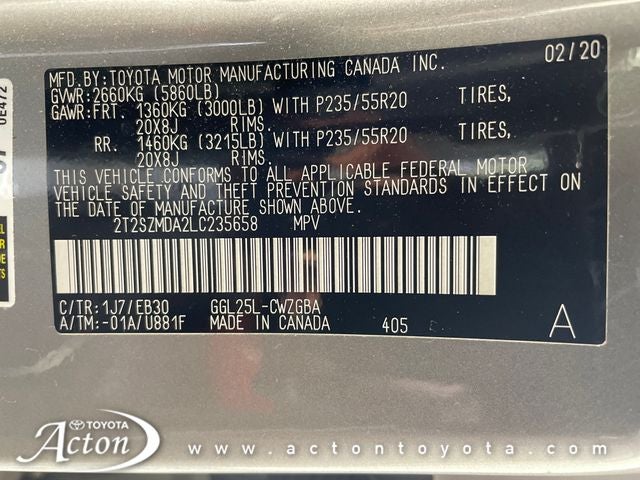 MFD.BY:TOYOTA MOTOR MANUFACTURING CANADA INC. 02/20
GVWR:2660KG (5860LB)
GAWR:FRT. 1360KG (3000LB) WITH P235/55R20 TIRES,
20X8J RIMS.
RR. 1460KG (3215LB) WITH P235/55R20 TIRES,
20X8J RIMS.
THIS VEHICLE CONFORMS TO ALL APPLICABLE FEDERAL MOTOR
VEHICLE SAFETY AND THEFT PREVENTION STANDARDS IN EFFECT ON
THE DATE OF MANUFACTURE SHOWN ABOVE.
2T2SZMDA2LC235658 MPV
C/TR:1J7/EB30 GGL25L-CWZGBA
A/TM:-01A/U881F MADE IN CANADA 405 A
0E472
TOYOTA
Acton
www.actontoyota.com